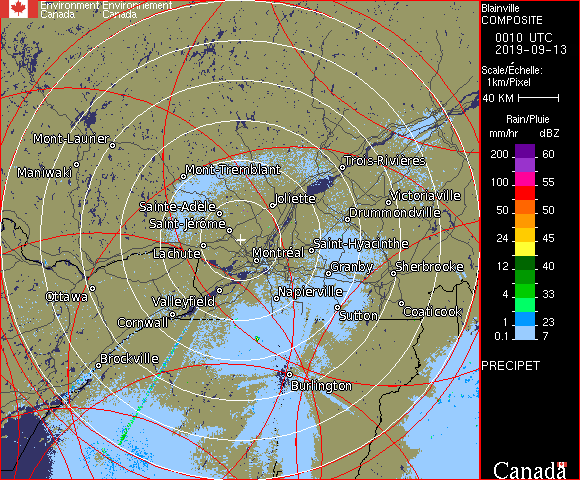 Environment Environnement
Canada Canada
Blainville
COMPOSITE
0010 UTC
2019-09-13
Scale/Échelle:
1km/Pixel
40 KM
Rain/Pluie
mm/hr dBZ
200 60
150 57
100 55
50 50
24 45
12 40
4 33
1 23
0.1 7
PRECIPET
Canada
Mont-Laurier
Maniwaki
Mont-Tremblant
Trois-Rivières
Sainte-Adèle
Joliette
Victoriaville
Saint-Jérôme
Drummondville
Lachute
Montréal
Saint-Hyacinthe
Granby
Sherbrooke
Ottawa
Valleyfield
Napierville
Cornwall
Sutton
Coaticook
Brockville
Burlington